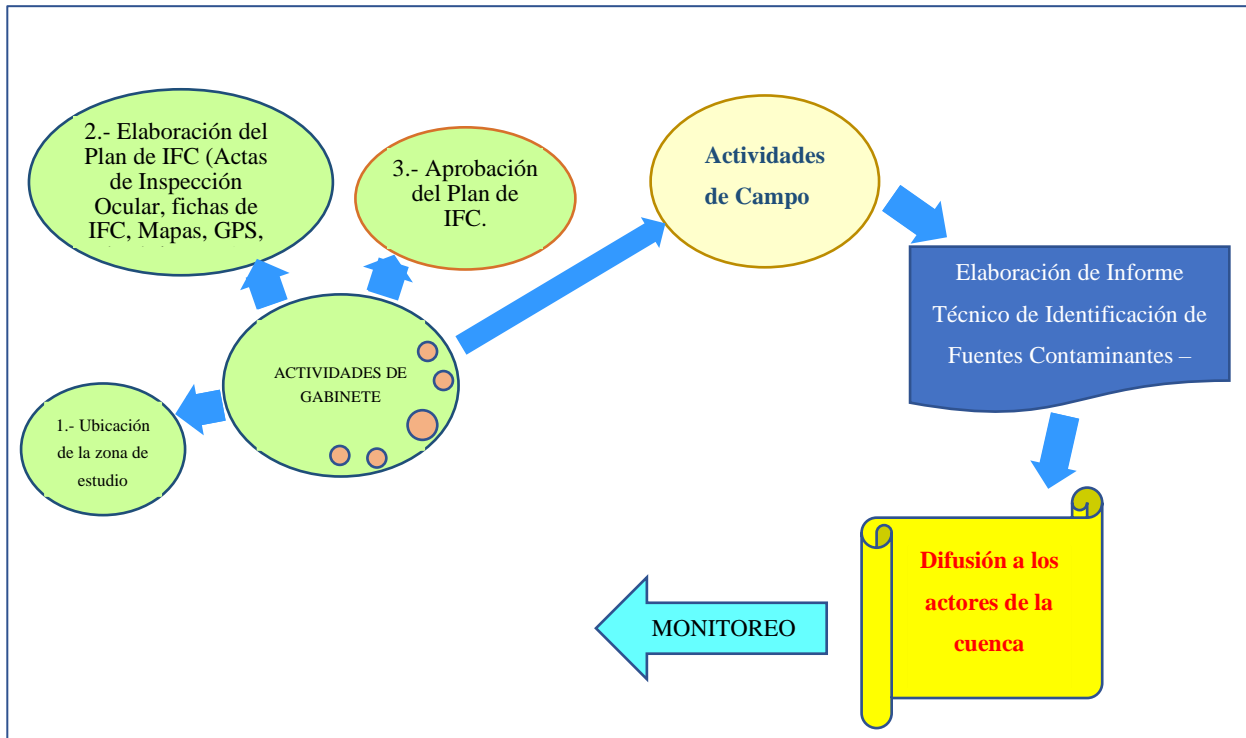 2.- Elaboración del
Plan de IFC (Actas
de Inspección
Ocular, fichas de
IFC, Mapas, GPS,
3.- Aprobación
del Plan de
IFC.
Actividades
de Campo
Elaboración de Informe
Técnico de Identificación de
Fuentes Contaminantes –
ACTIVIDADES DE
GABINETE
1.- Ubicación
de la zona de
estudio
Difusión a los
actores de la
cuenca
MONITOREO